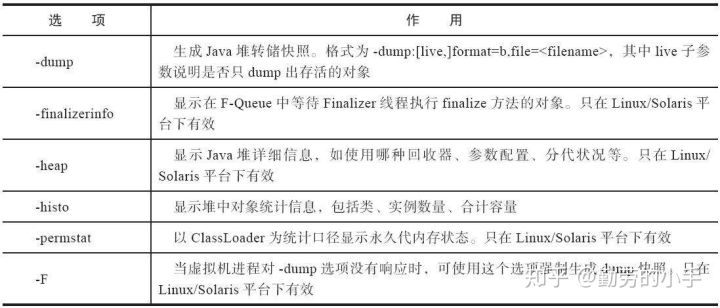 选 项 作 用
-dump 生成 Java 堆转储快照。格式为 -dump:[live,]format=b,file=<filename>，其中 live 子参
数说明是否只 dump 出存活的对象
-finalizerinfo 显示在 F-Queue 中等待 Finalizer 线程执行 finalize 方法的对象。只在 Linux/Solaris 平
台下有效
-heap 显示 Java 堆详细信息，如使用哪种回收器、参数配置、分代状况等。只在 Linux/
Solaris 平台下有效
-histo 显示堆中对象统计信息，包括类、实例数量、合计容量
-permstat 以 ClassLoader 为统计口径显示永久代内存状态。只在 Linux/Solaris 平台下有效
-F 当虚拟机进程对 -dump 选项没有响应时，可使用这个选项强制生成 dump 快照。只在
Linux/Solaris 平台下有效
知乎 @勤劳的小手